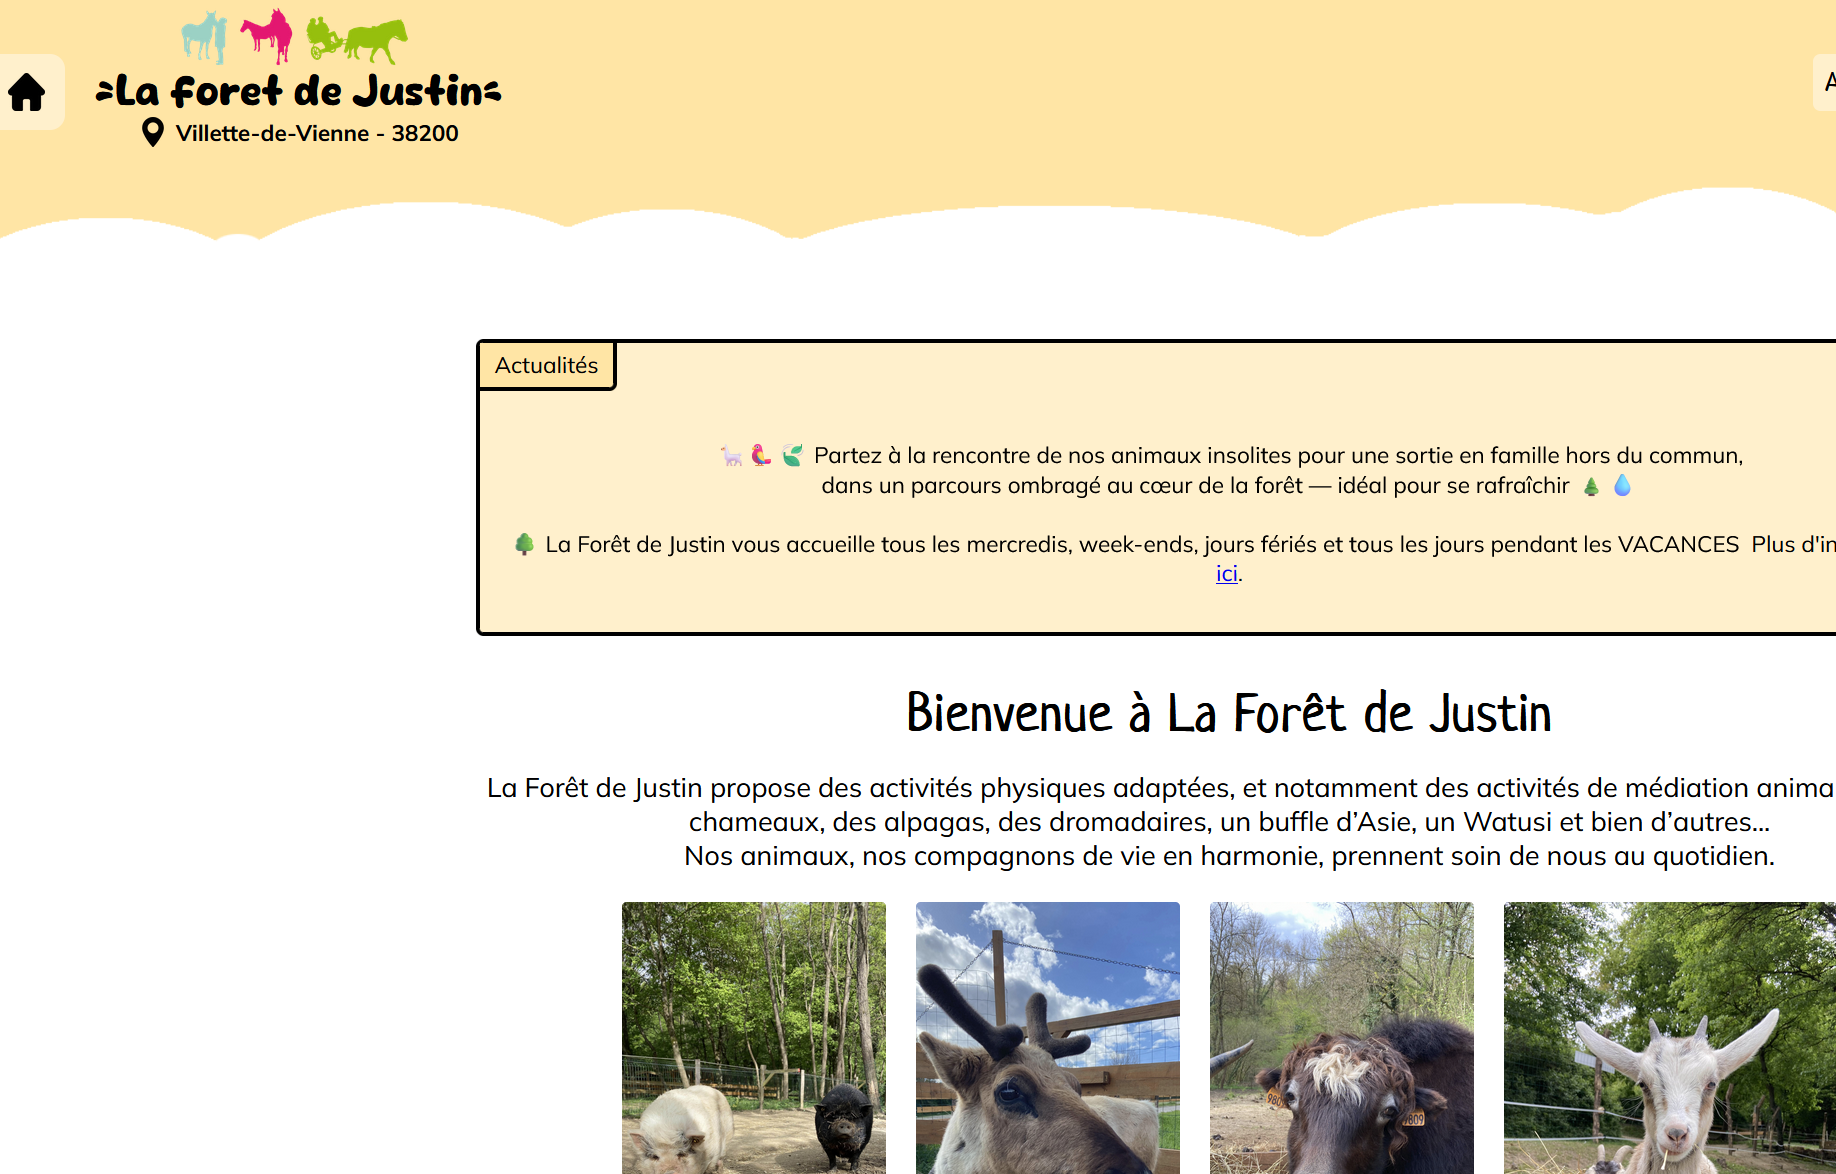 La foret de Justin
Villette-de-Vienne - 38200
Actualités
Partez à la rencontre de nos animaux insolites pour une sortie en famille hors du commun,
dans un parcours ombragé au cœur de la forêt — idéal pour se rafraîchir
La Forêt de Justin vous accueille tous les mercredis, week-ends, jours fériés et tous les jours pendant les VACANCES Plus d'in
ici.
Bienvenue à La Forêt de Justin
La Forêt de Justin propose des activités physiques adaptées, et notamment des activités de médiation anima
chameaux, des alpagas, des dromadaires, un buffle d’Asie, un Watusi et bien d’autres...
Nos animaux, nos compagnons de vie en harmonie, prennent soin de nous au quotidien.